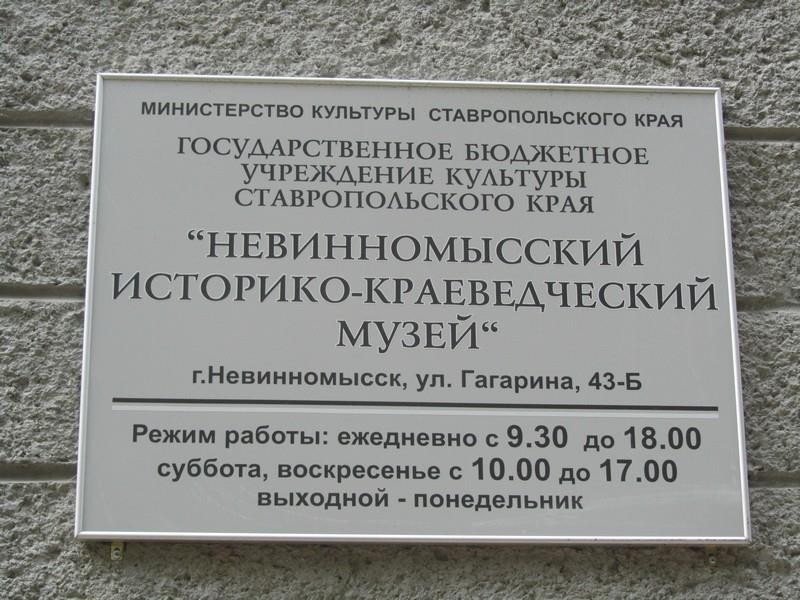 МИНИСТЕРСТВО КУЛЬТУРЫ СТАВРОПОЛЬСКОГО КРАЯ
ГОСУДАРСТВЕННОЕ БЮДЖЕТНОЕ
УЧРЕЖДЕНИЕ КУЛЬТУРЫ
СТАВРОПОЛЬСКОГО КРАЯ
“НЕВИННОМЫССКИЙ
ИСТОРИКО-КРАЕВЕДЧЕСКИЙ
МУЗЕЙ“
г.Невинномысск, ул. Гагарина, 43-Б
Режим работы: ежедневно с 9.30 до 18.00
суббота, воскресенье с 10.00 до 17.00
выходной - понедельник